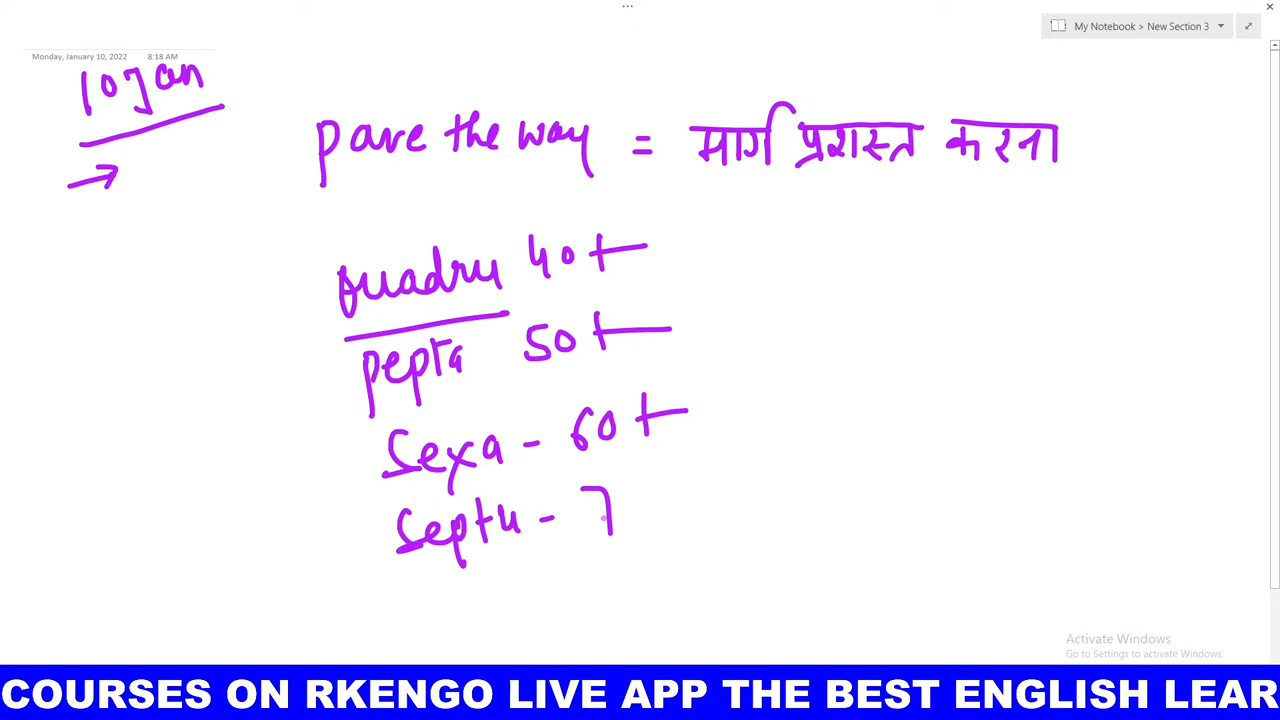 ...
My Notebook > New Section 3
Monday, January 10, 2022 8:18 AM
10 Jan
→
pave the way = मार्ग प्रशस्त करना
quadru 40+
pepta 50+
Sexa - 60+
Septu - 7
Activate Windows
Go to Settings to activate Windows.
COURSES ON RKENGO LIVE APP THE BEST ENGLISH LEAR